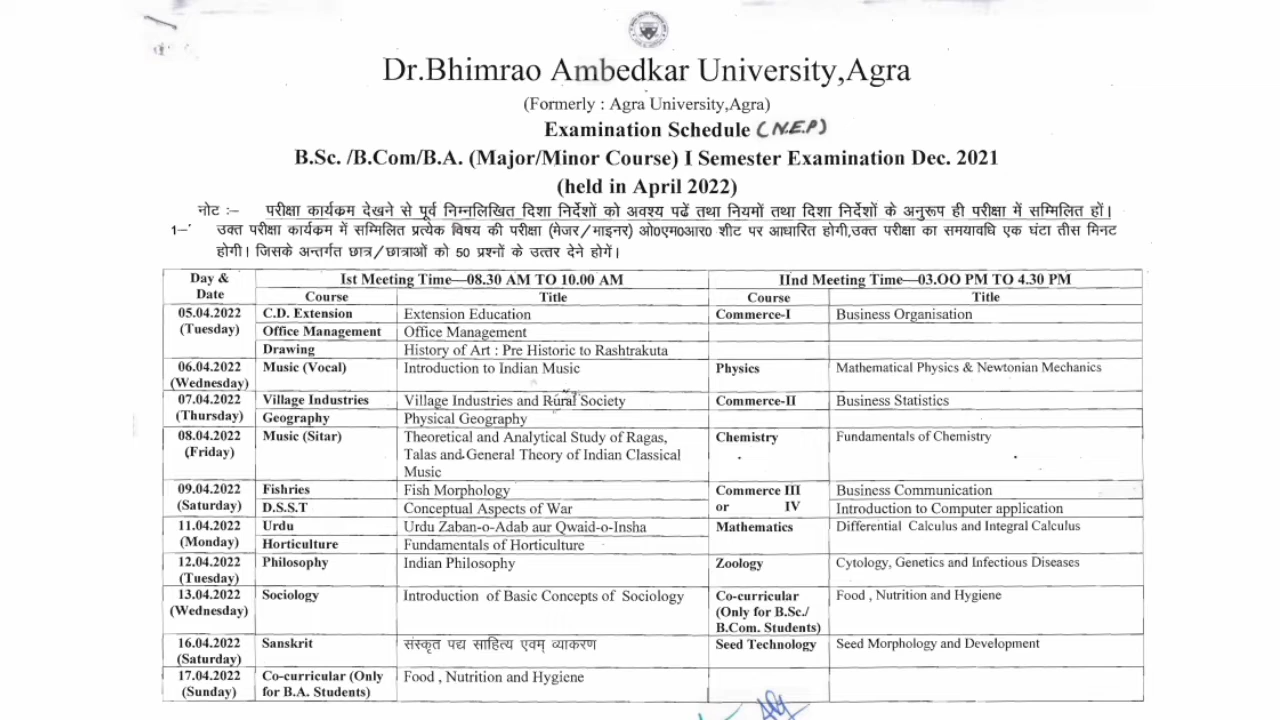 Dr.Bhimrao Ambedkar University,Agra
(Formerly : Agra University,Agra)
Examination Schedule (N.E.P)
B.Sc. /B.Com/B.A. (Major/Minor Course) I Semester Examination Dec. 2021
(held in April 2022)
नोट :– परीक्षा कार्यक्रम देखने से पूर्व निम्नलिखित दिशा निर्देशों को अवश्य पढें तथा नियमों तथा दिशा निर्देशों के अनुरूप ही परीक्षा में सम्मिलित हों।
1– उक्त परीक्षा कार्यक्रम में सम्मिलित प्रत्येक विषय की परीक्षा (मेजर/माइनर) ओ0एम0आर0 शीट पर आधारित होगी,उक्त परीक्षा का समयावधि एक घंटा तीस मिनट
होगी। जिसके अन्तर्गत छात्र/छात्राओं को 50 प्रश्नों के उत्तर देने होगें।
Day & Ist Meeting Time—08.30 AM TO 10.00 AM IInd Meeting Time—03.OO PM TO 4.30 PM
Date Course Title Course Title
05.04.2022 C.D. Extension Extension Education Commerce-I Business Organisation
(Tuesday) Office Management Office Management
Drawing History of Art : Pre Historic to Rashtrakuta
06.04.2022 Music (Vocal) Introduction to Indian Music Physics Mathematical Physics & Newtonian Mechanics
(Wednesday)
07.04.2022 Village Industries Village Industries and Rural Society Commerce-II Business Statistics
(Thursday) Geography Physical Geography
08.04.2022 Music (Sitar) Theoretical and Analytical Study of Ragas, Chemistry Fundamentals of Chemistry
(Friday) Talas and General Theory of Indian Classical
Music
09.04.2022 Fishries Fish Morphology Commerce III Business Communication
(Saturday) D.S.S.T Conceptual Aspects of War or IV Introduction to Computer application
11.04.2022 Urdu Urdu Zaban-o-Adab aur Qwaid-o-Insha Mathematics Differential Calculus and Integral Calculus
(Monday) Horticulture Fundamentals of Horticulture
12.04.2022 Philosophy Indian Philosophy Zoology Cytology, Genetics and Infectious Diseases
(Tuesday)
13.04.2022 Sociology Introduction of Basic Concepts of Sociology Co-curricular Food , Nutrition and Hygiene
(Wednesday) (Only for B.Sc./
B.Com. Students)
16.04.2022 Sanskrit संस्कृत पद्य साहित्य एवम् व्याकरण Seed Technology Seed Morphology and Development
(Saturday)
17.04.2022 Co-curricular (Only Food , Nutrition and Hygiene
(Sunday) for B.A. Students)